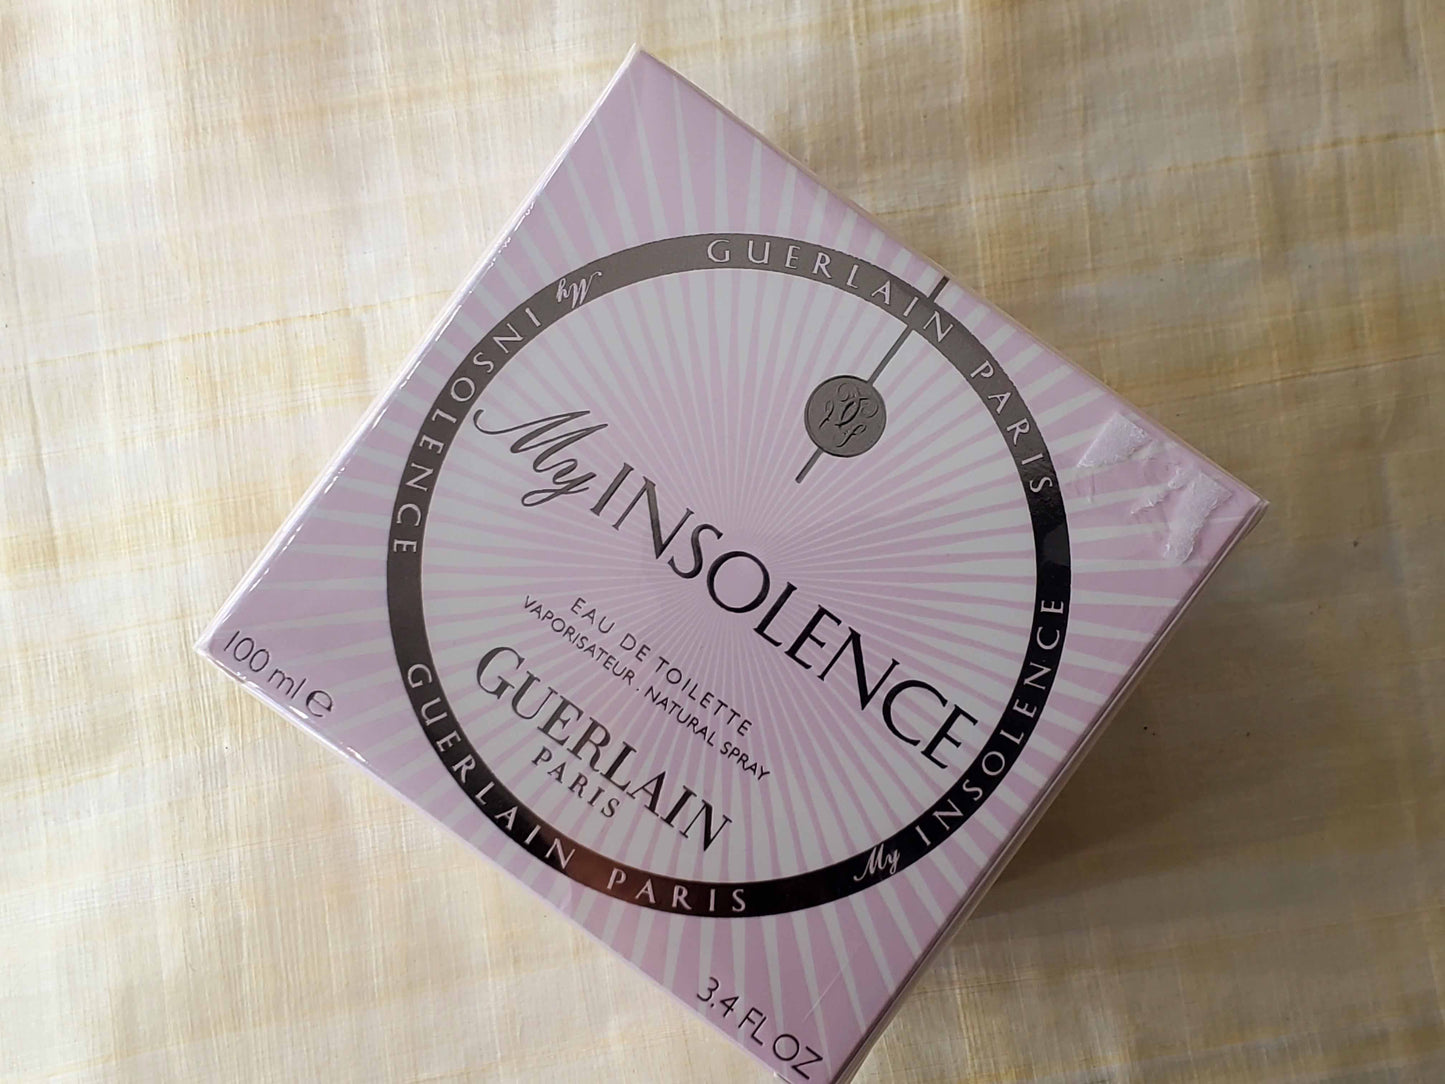 GUERLAIN PARIS
My INSOLENCE
GUERLAIN PARIS
My INSOLENCE
My INSOLENCE
EAU DE TOILETTE
VAPORISATEUR . NATURAL SPRAY
GUERLAIN
PARIS
100 ml e
3.4 FL OZ